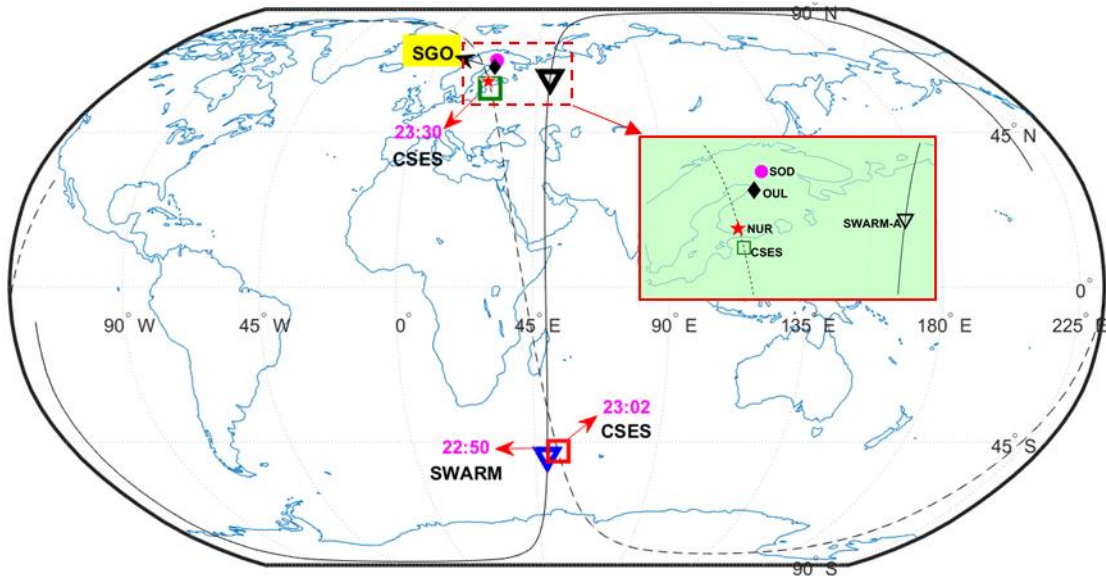 90° N
SGO
23:30
CSES
45° N
SOD
OUL
SWARM-A
NUR
CSES
0°
90° W
45° W
0°
45° E
90° E
135° E
180° E
225° E
23:02
CSES
22:50
SWARM
45° S
90° S